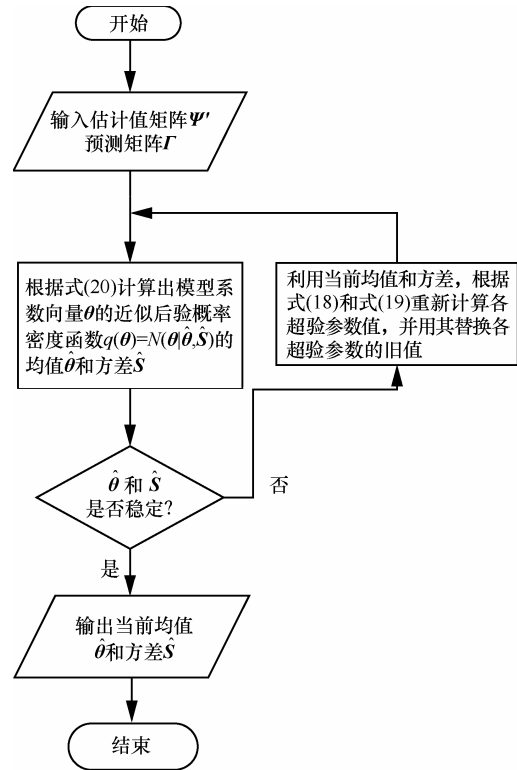 开始
输入估计值矩阵Ψ'
预测矩阵Γ
根据式(20)计算出模型系
数向量θ的近似后验概率
密度函数q(θ)=N(θ|θ̂,Ŝ)的
均值θ̂和方差Ŝ
利用当前均值和方差，根据
式(18)和式(19)重新计算各
超验参数值，并用其替换各
超验参数的旧值
θ̂ 和 Ŝ
是否稳定?
否
是
输出当前均值
θ̂和方差Ŝ
结束